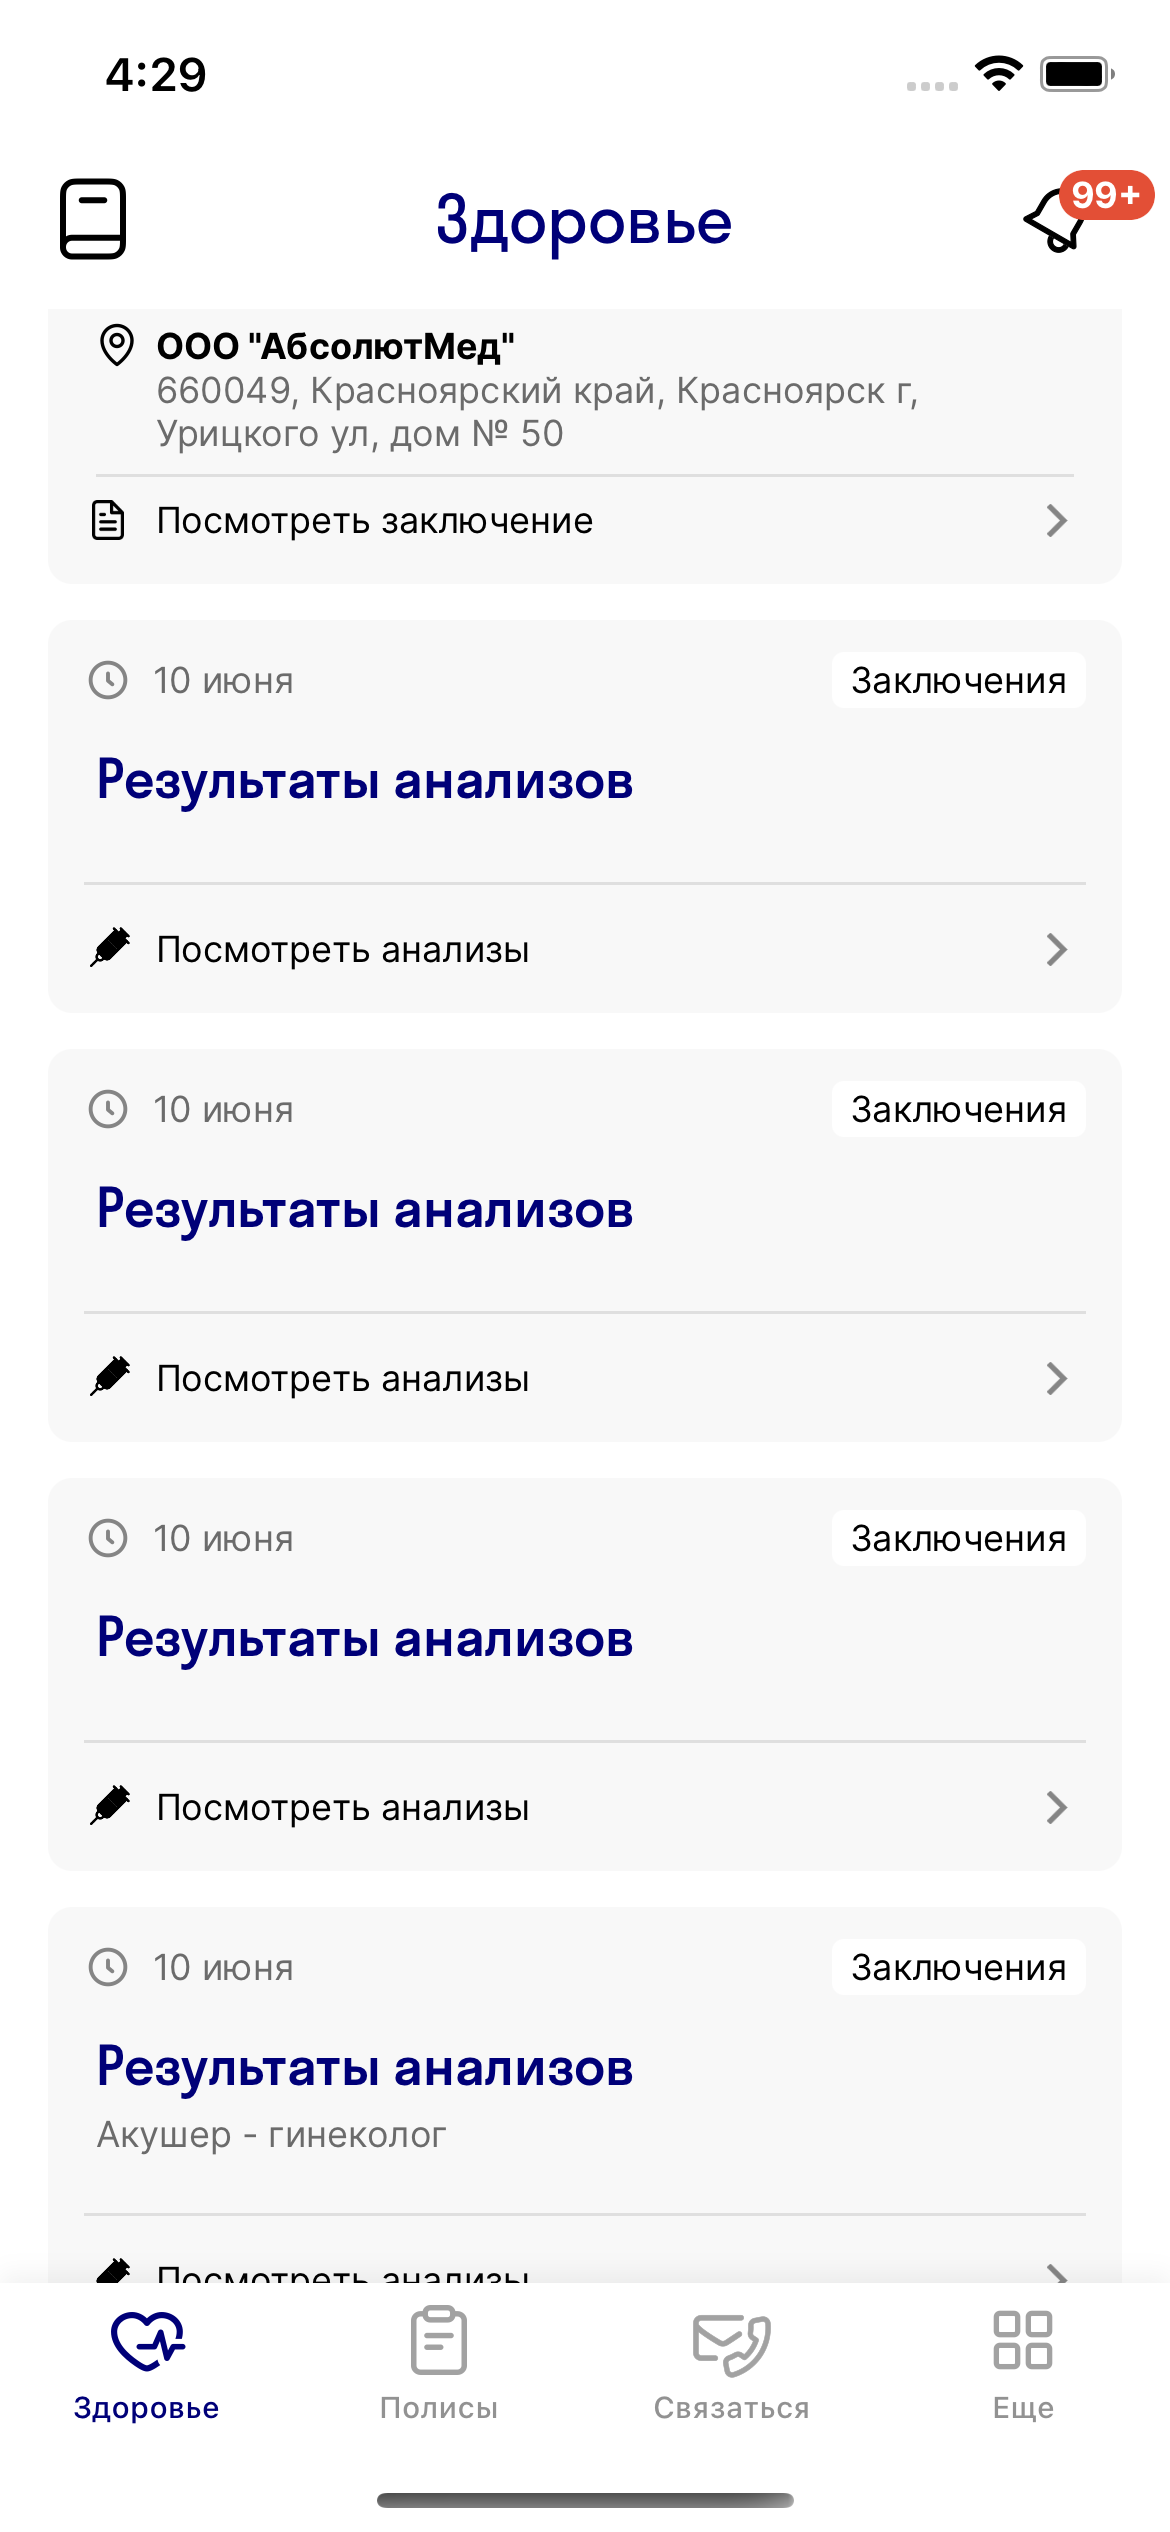 4:29
Здоровье
99+
ООО "АбсолютМед"
660049, Красноярский край, Красноярск г,
Урицкого ул, дом № 50
Посмотреть заключение
10 июня
Заключения
Результаты анализов
Посмотреть анализы
10 июня
Заключения
Результаты анализов
Посмотреть анализы
10 июня
Заключения
Результаты анализов
Посмотреть анализы
10 июня
Заключения
Результаты анализов
Акушер - гинеколог
Посмотреть анализы
Здоровье
Полисы
Связаться
Еще